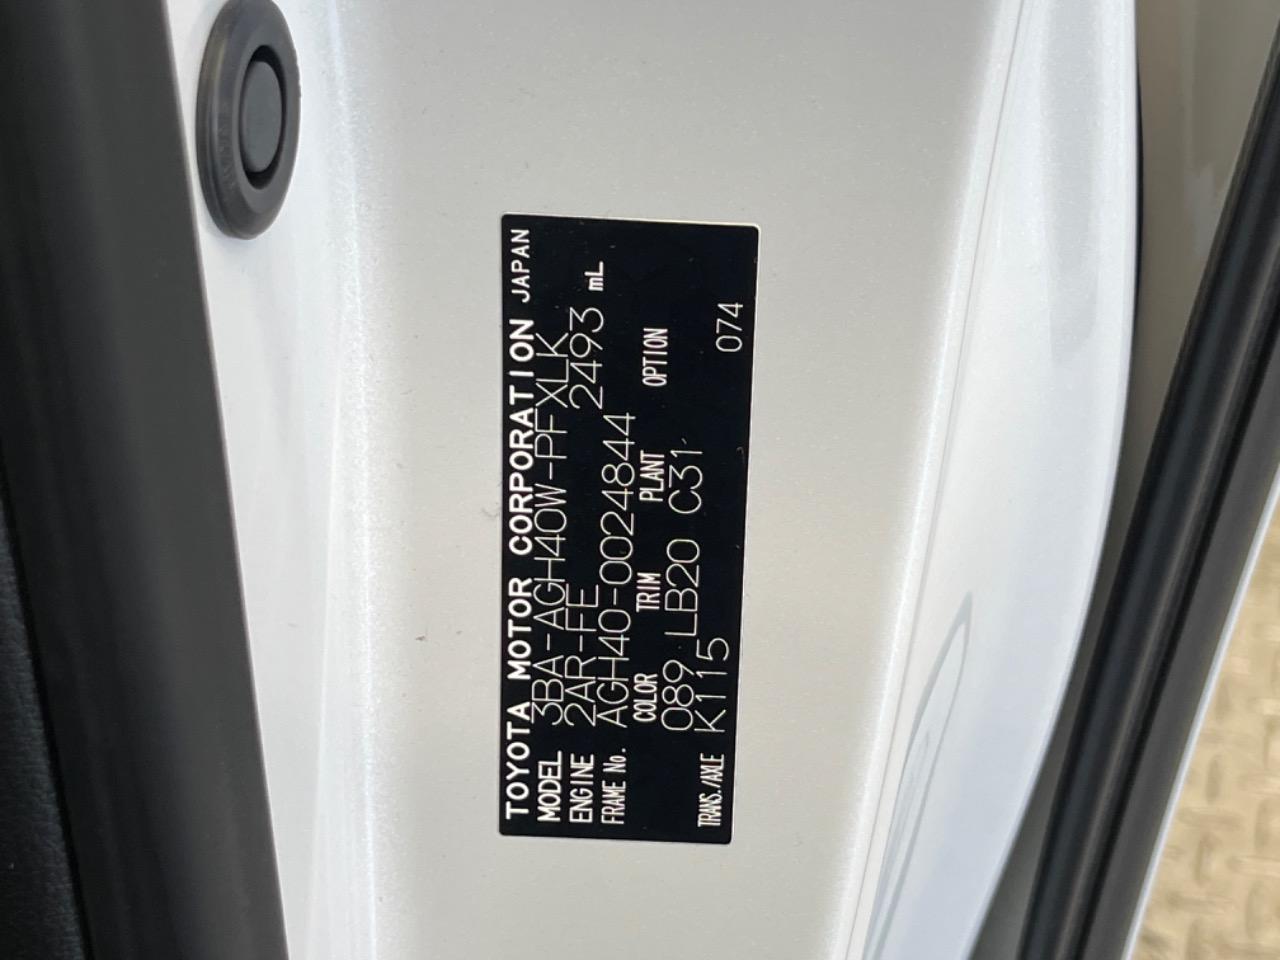 TOYOTA MOTOR CORPORATION JAPAN
MODEL 3BA-AGH40W-PFXLK
ENGINE 2AR-FE 2493 mL
FRAME No. AGH40-0024844
COLOR TRIM PLANT OPTION
089 LB20 C31
TRANS./AXLE K115 074